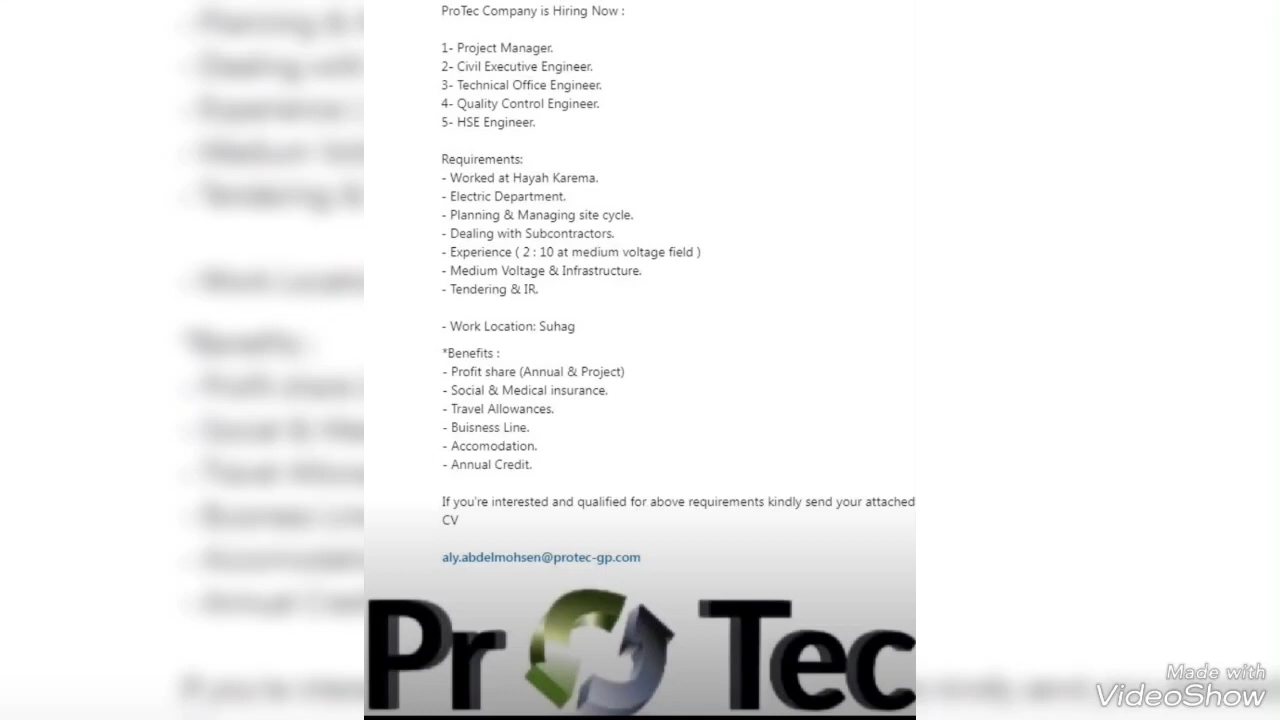 ProTec Company is Hiring Now :
1- Project Manager.
2- Civil Executive Engineer.
3- Technical Office Engineer.
4- Quality Control Engineer.
5- HSE Engineer.
Requirements:
- Worked at Hayah Karema.
- Electric Department.
- Planning & Managing site cycle.
- Dealing with Subcontractors.
- Experience ( 2 : 10 at medium voltage field )
- Medium Voltage & Infrastructure.
- Tendering & IR.
- Work Location: Suhag
*Benefits :
- Profit share (Annual & Project)
- Social & Medical insurance.
- Travel Allowances.
- Buisness Line.
- Accomodation.
- Annual Credit.
If you're interested and qualified for above requirements kindly send your attached
CV
aly.abdelmohsen@protec-gp.com
Pro Tec
Made with
VideoShow